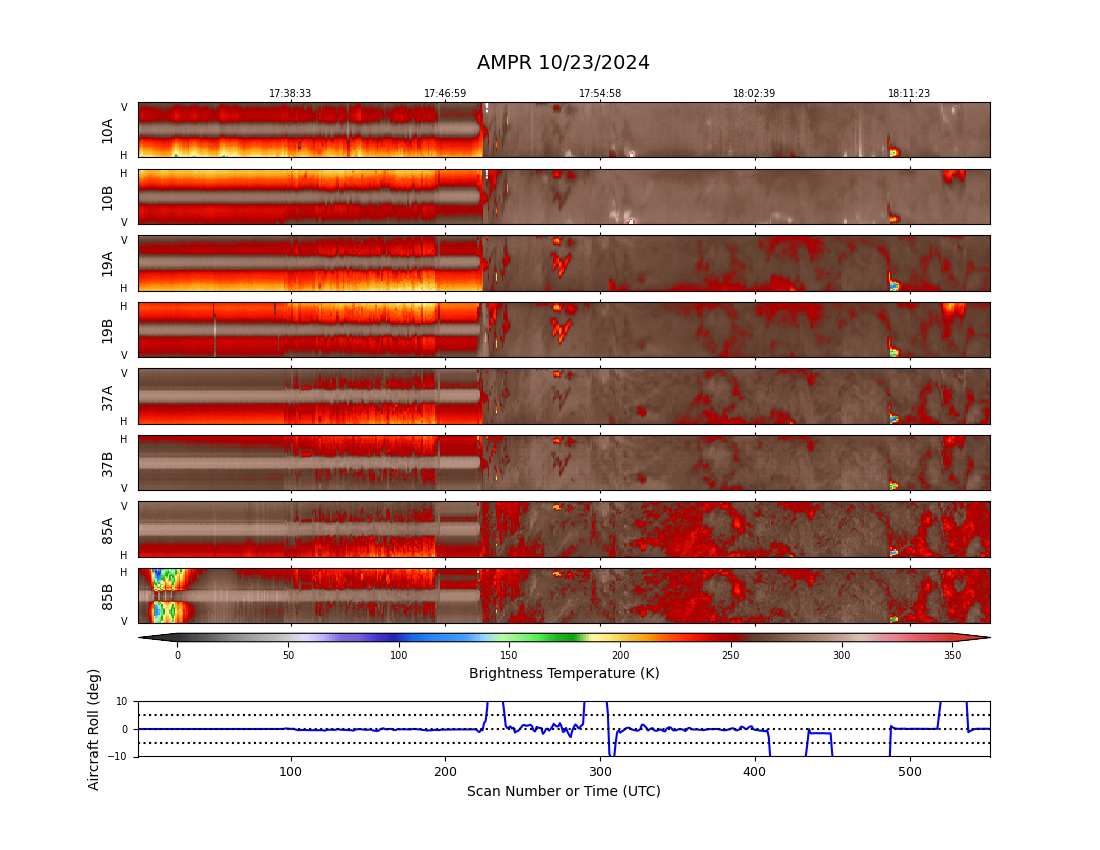 AMPR 10/23/2024
17:38:33 17:46:59 17:54:58 18:02:39 18:11:23
V
10A
H
H
10B
V
V
19A
H
H
19B
V
V
37A
H
H
37B
V
V
85A
H
H
85B
V
0 50 100 150 200 250 300 350
Brightness Temperature (K)
Aircraft Roll (deg)
10
0
−10
100 200 300 400 500
Scan Number or Time (UTC)